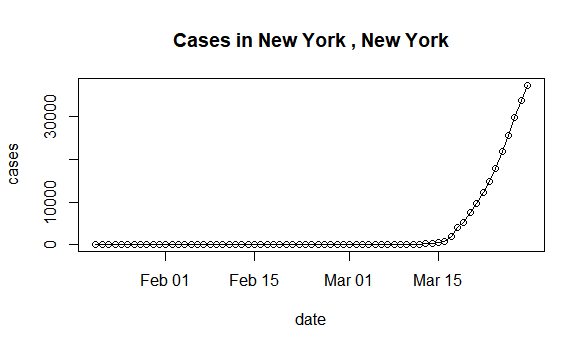 Cases in New York , New York
30000
10000
0
cases
Feb 01 Feb 15 Mar 01 Mar 15
date